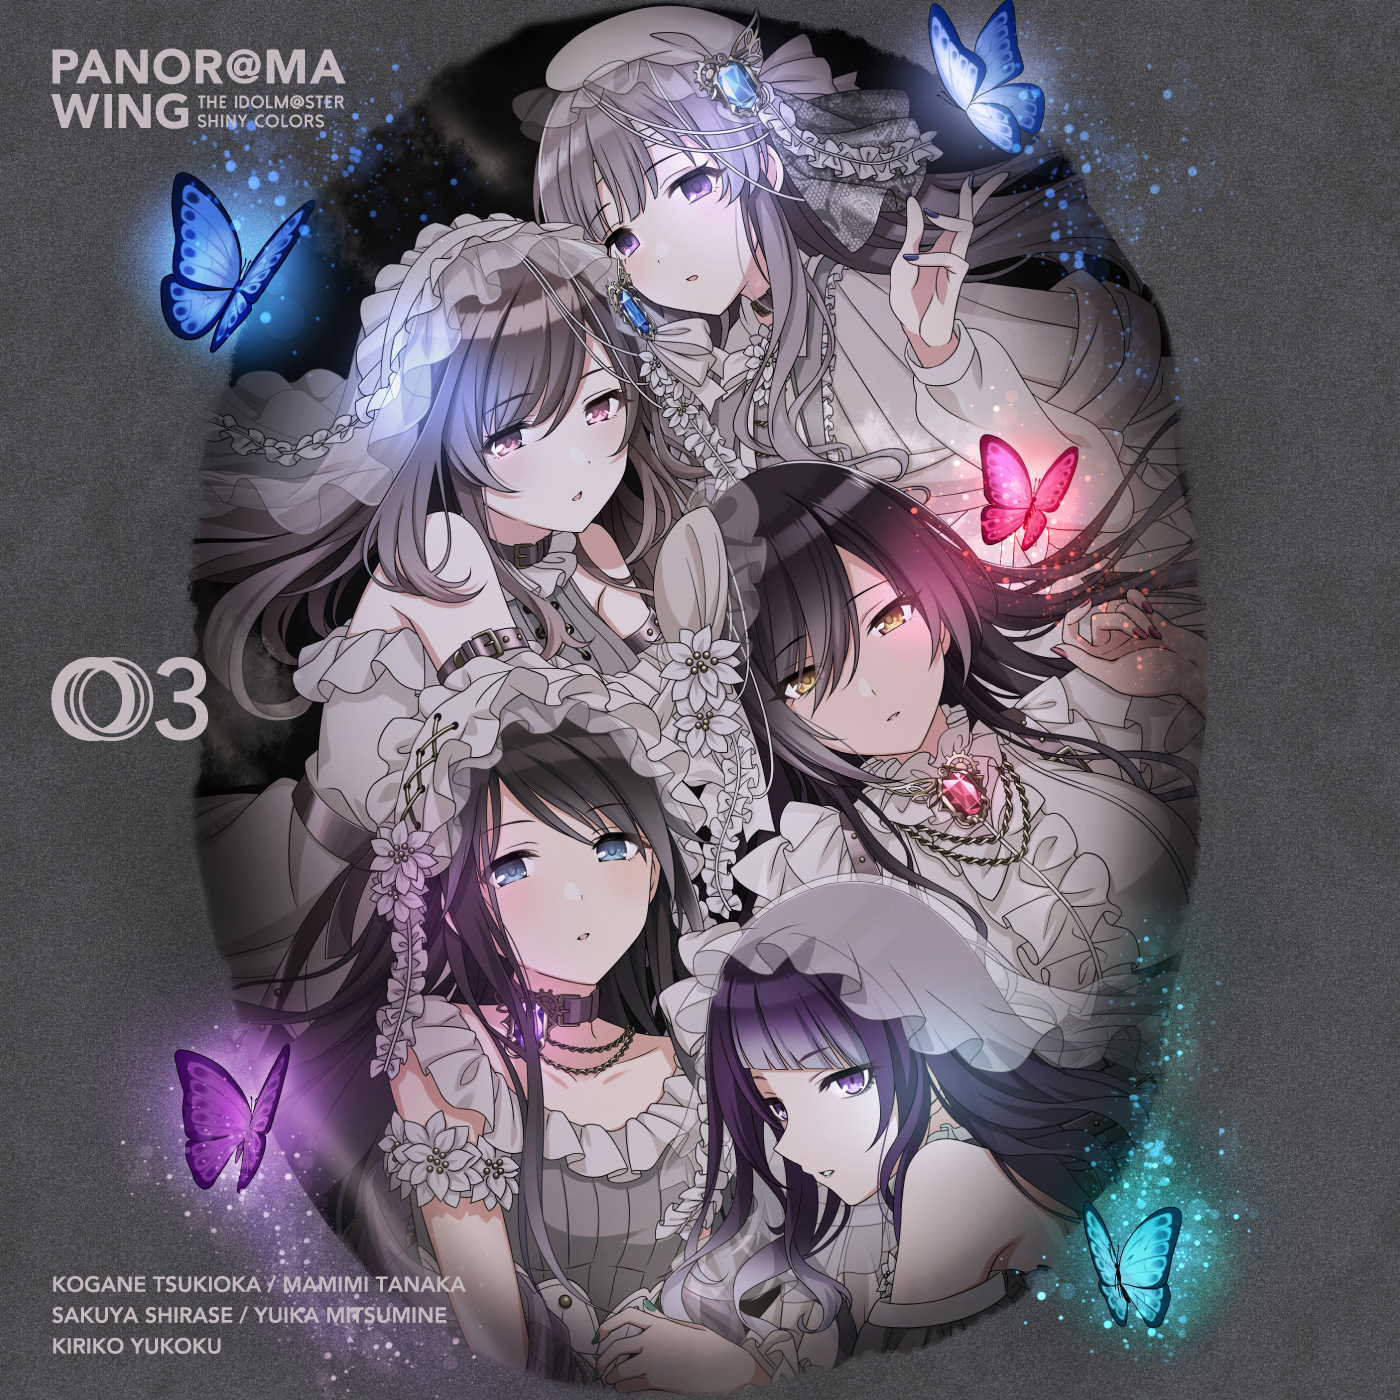 PANOR@MA
WING THE IDOLM@STER
SHINY COLORS
03
KOGANE TSUKIOKA / MAMIMI TANAKA
SAKUYA SHIRASE / YUIKA MITSUMINE
KIRIKO YUKOKU